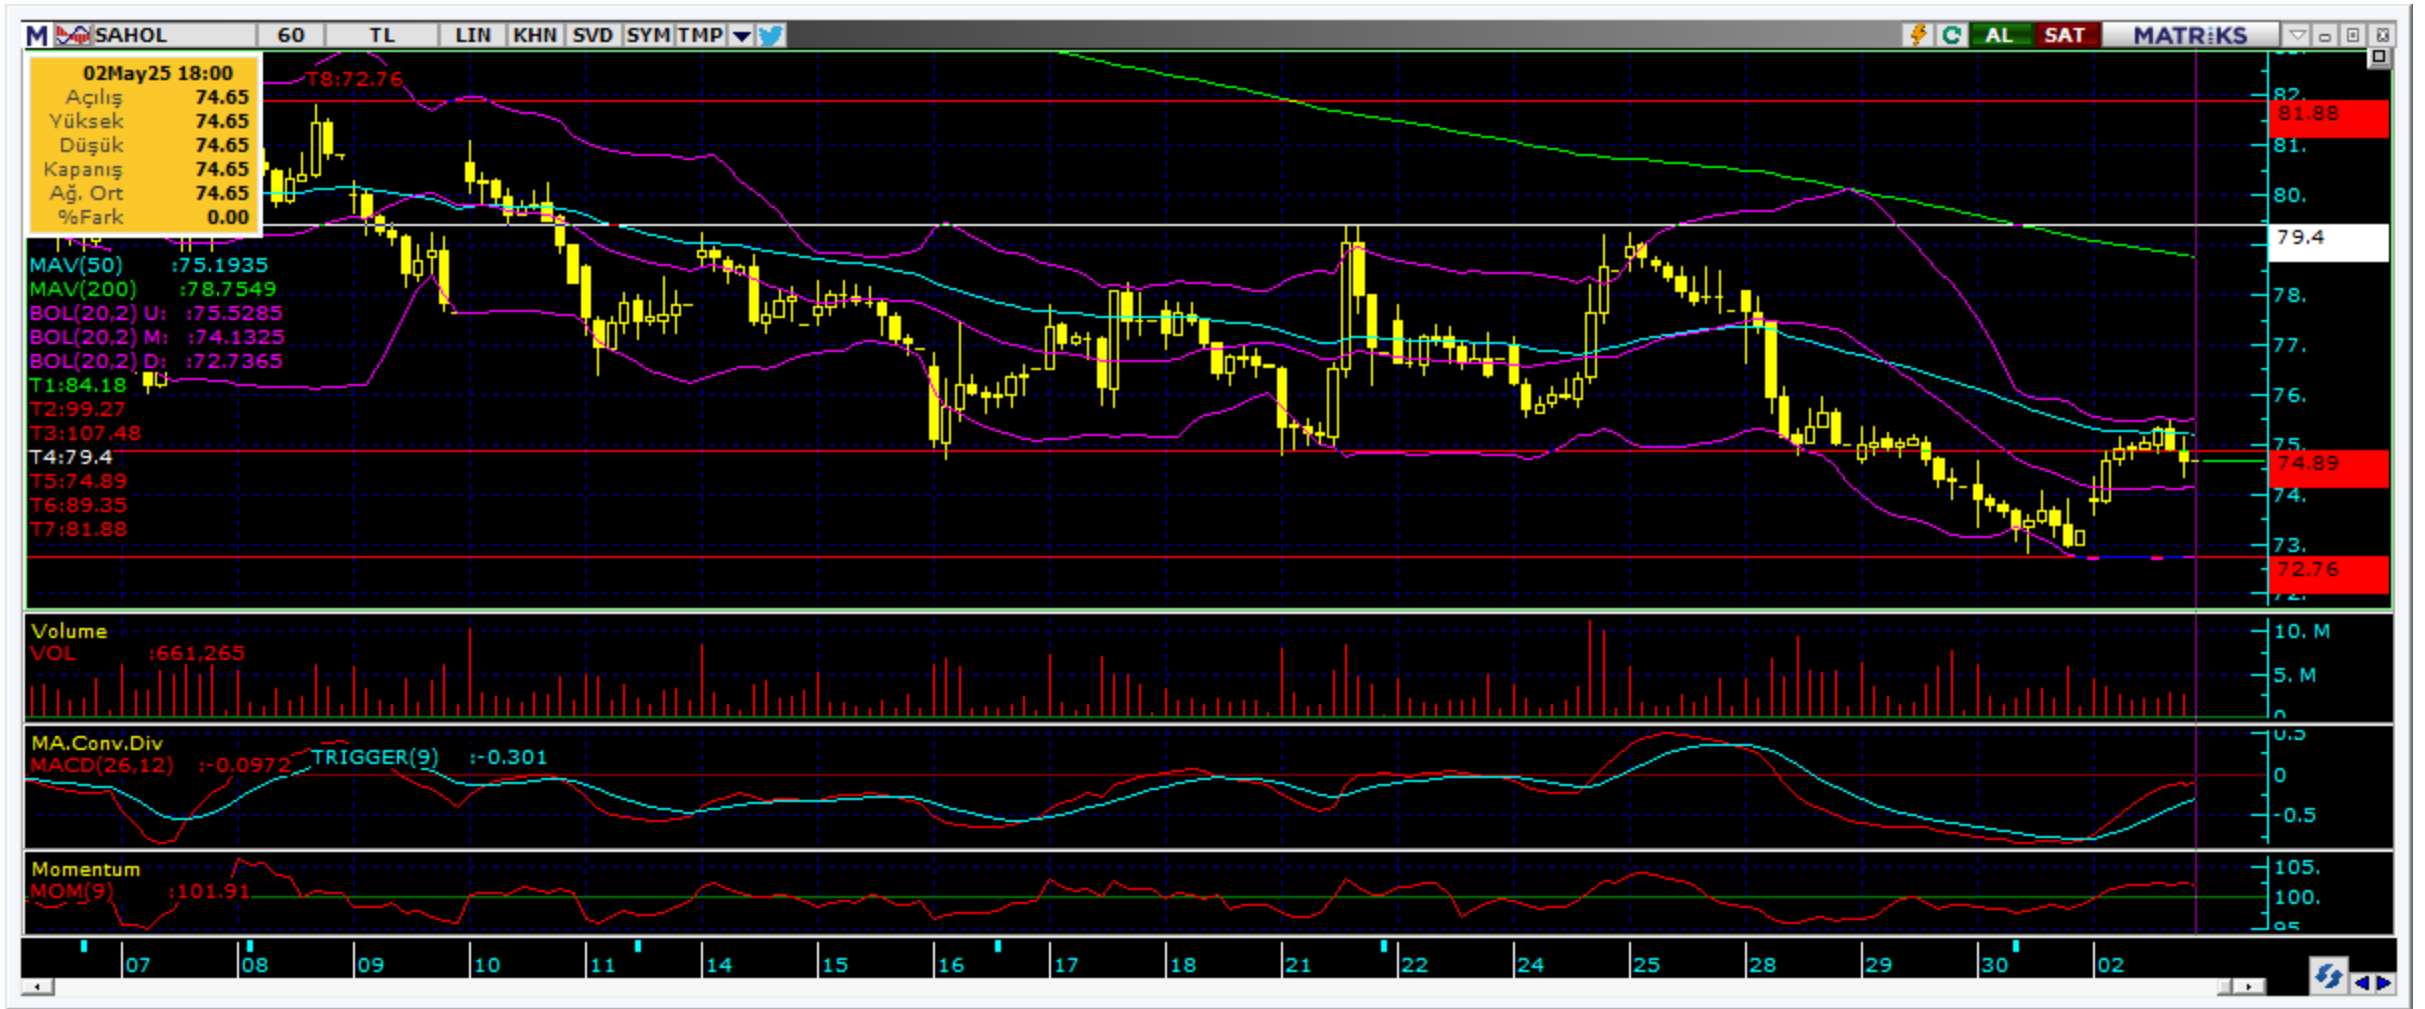 M SAHOL 60 TL LIN KHN SVD SYM TMP AL SAT MATRiKS
02May25 18:00
Açılış 74.65
Yüksek 74.65
Düşük 74.65
Kapanış 74.65
Ağ. Ort 74.65
%Fark 0.00
T8:72.76
MAV(50) :75.1935
MAV(200) :78.7549
BOL(20,2) U: :75.5285
BOL(20,2) M: :74.1325
BOL(20,2) D: :72.7365
T1:84.18
T2:99.27
T3:107.48
T4:79.4
T5:74.89
T6:89.35
T7:81.88
82.
81.88
81.
80.
79.4
78.
77.
76.
75.
74.89
74.
73.
72.76
72.
Volume
VOL :661,265
10. M
5. M
0
MA.Conv.Div
MACD(26,12) :-0.0972 TRIGGER(9) :-0.301
0.5
0
-0.5
Momentum
MOM(9) :101.91
105.
100.
95
07 08 09 10 11 14 15 16 17 18 21 22 24 25 28 29 30 02